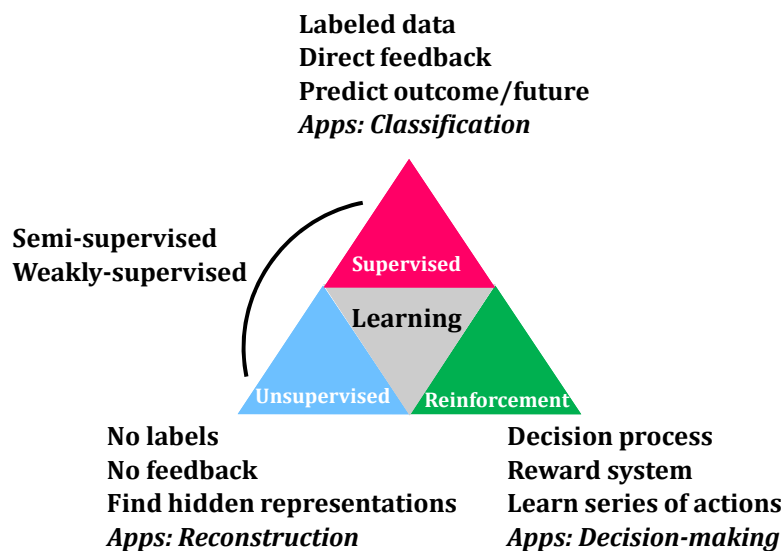 Labeled data
Direct feedback
Predict outcome/future
Apps: Classification
Semi-supervised
Weakly-supervised
Supervised
Learning
Unsupervised
Reinforcement
No labels
No feedback
Find hidden representations
Apps: Reconstruction
Decision process
Reward system
Learn series of actions
Apps: Decision-making